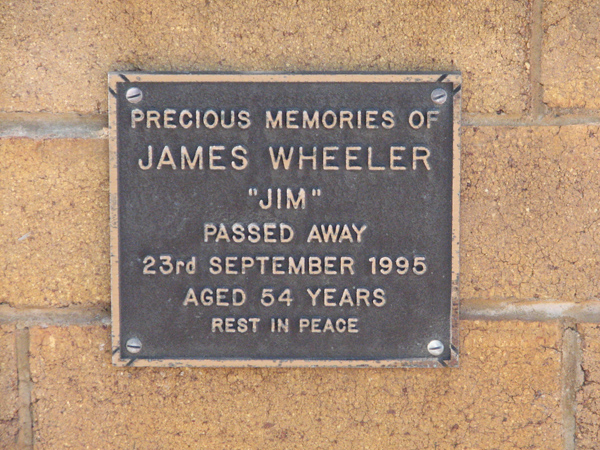 PRECIOUS MEMORIES OF
JAMES WHEELER
"JIM"
PASSED AWAY
23rd SEPTEMBER 1995
AGED 54 YEARS
REST IN PEACE